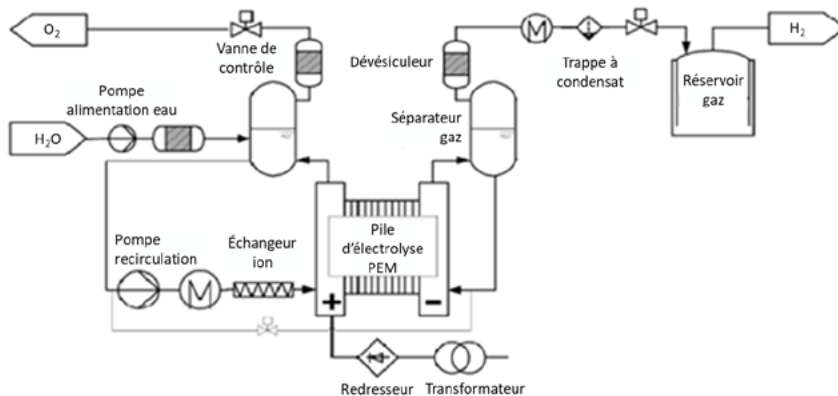 O₂
Vanne de
contrôle
Dévésiculeur
Trappe à
condensat
H₂
Réservoir
gaz
Pompe
alimentation eau
H₂O
Séparateur
gaz
Pompe
recirculation
Échangeur
ion
Pile
d'électrolyse
PEM
M
M
+
−
Redresseur
Transformateur